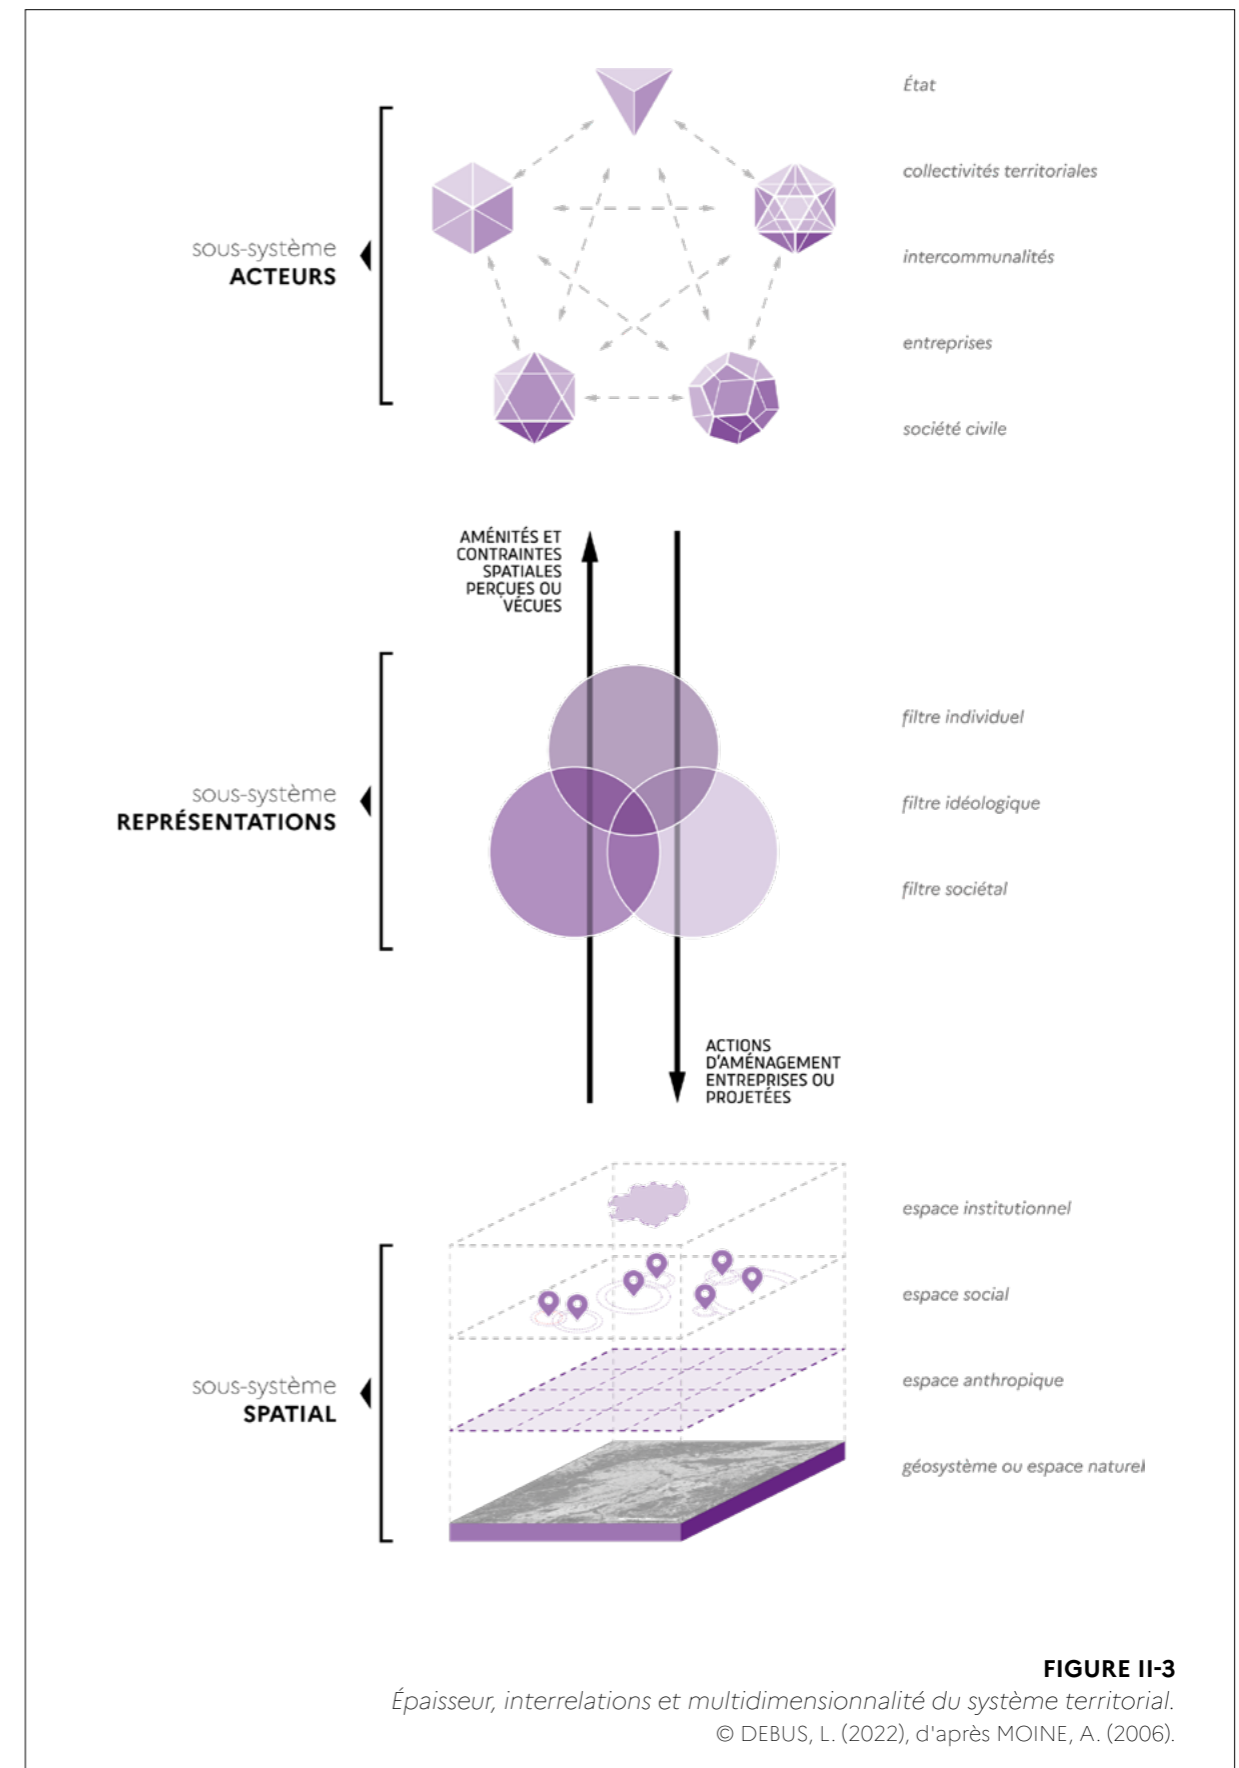 État
collectivités territoriales
intercommunalités
entreprises
société civile
sous-système
ACTEURS
AMÉNITÉS ET
CONTRAINTES
SPATIALES
PERÇUES OU
VÉCUES
filtre individuel
filtre idéologique
filtre sociétal
sous-système
REPRÉSENTATIONS
ACTIONS
D'AMÉNAGEMENT
ENTREPRISES OU
PROJETÉES
espace institutionnel
espace social
espace anthropique
géosystème ou espace naturel
sous-système
SPATIAL
FIGURE II-3
Épaisseur, interrelations et multidimensionnalité du système territorial.
© DEBUS, L. (2022), d'après MOINE, A. (2006).